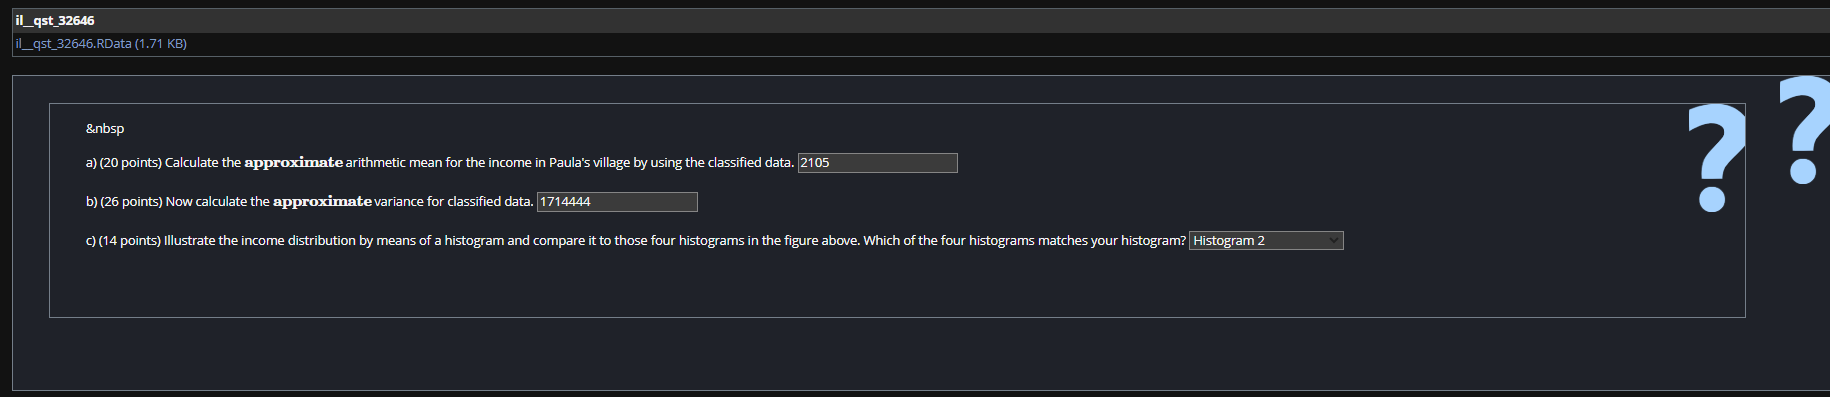 il__qst_32646
il__qst_32646.RData (1.71 KB)
&nbsp
a) (20 points) Calculate the approximate arithmetic mean for the income in Paula's village by using the classified data. 2105
b) (26 points) Now calculate the approximate variance for classified data. 1714444
c) (14 points) Illustrate the income distribution by means of a histogram and compare it to those four histograms in the figure above. Which of the four histograms matches your histogram? Histogram 2
? ?